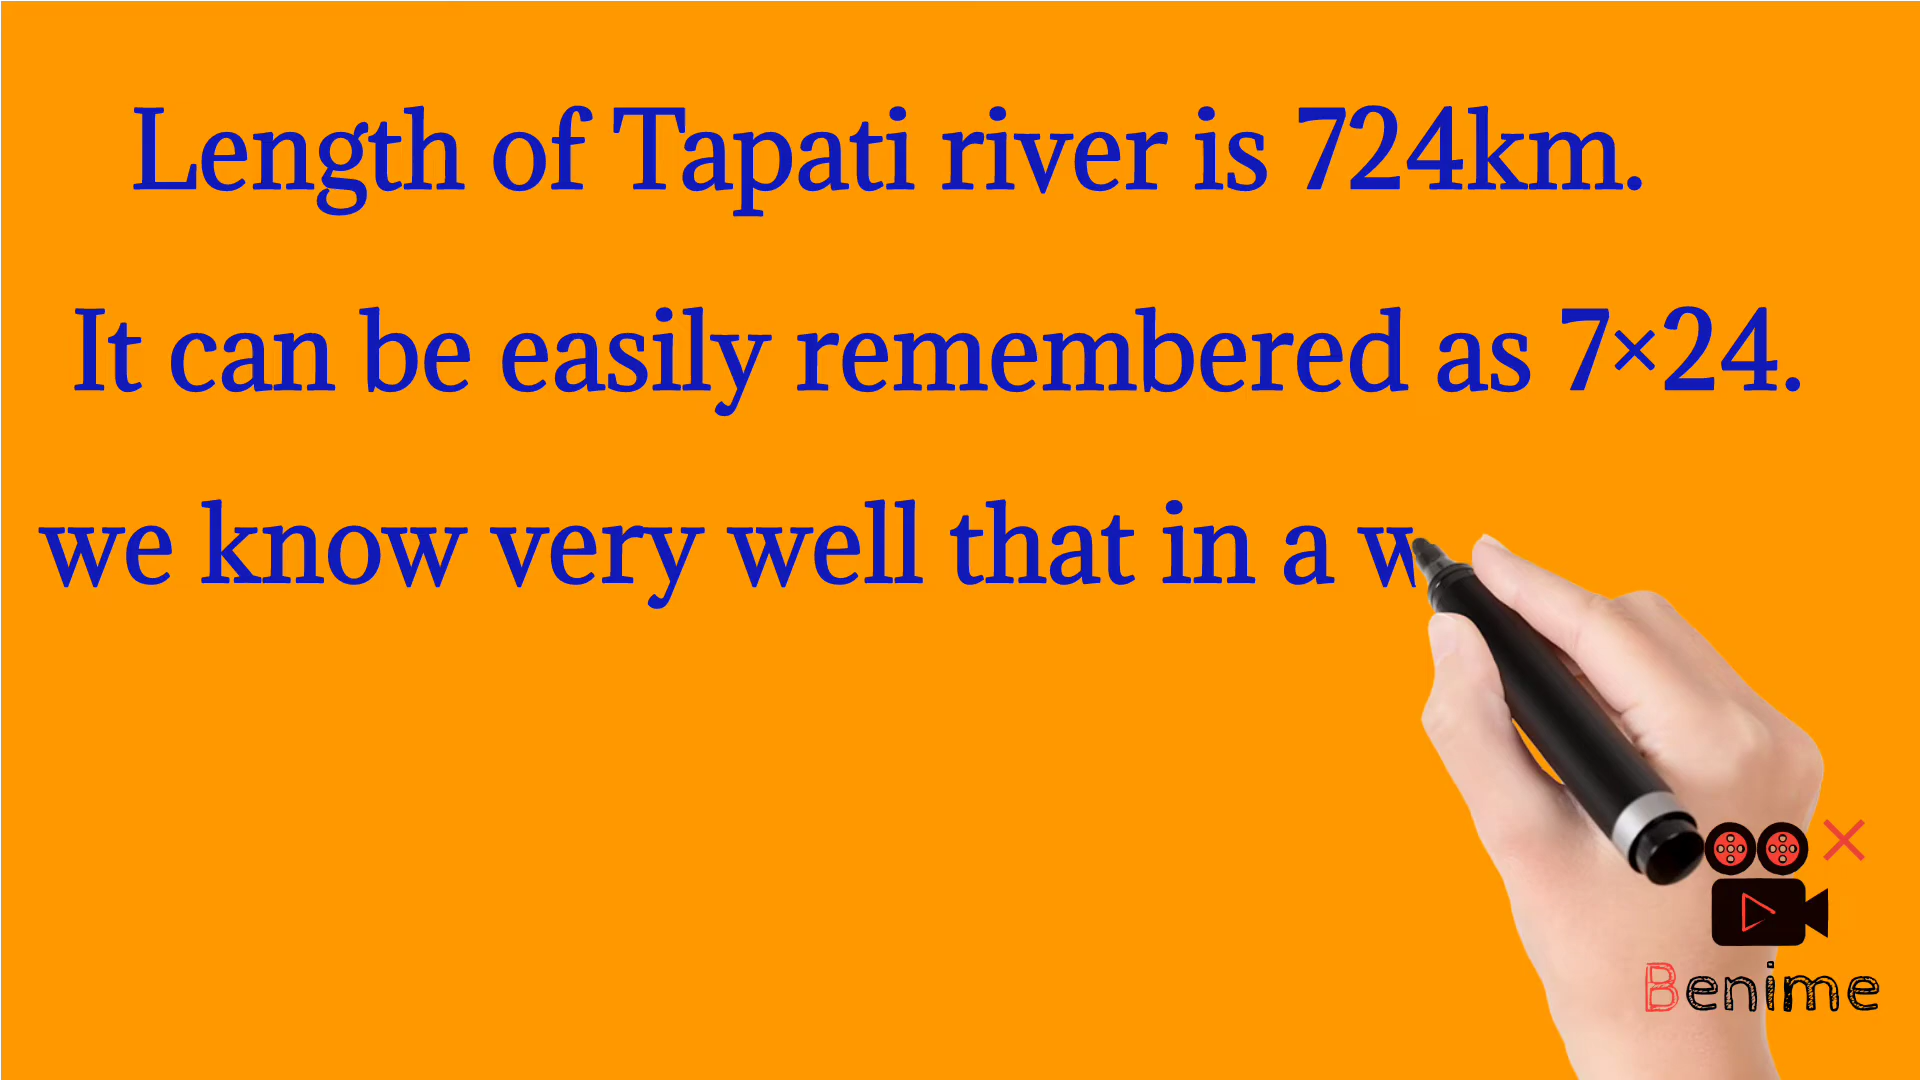 Length of Tapati river is 724km.
It can be easily remembered as 7×24.
we know very well that in a w
Benime